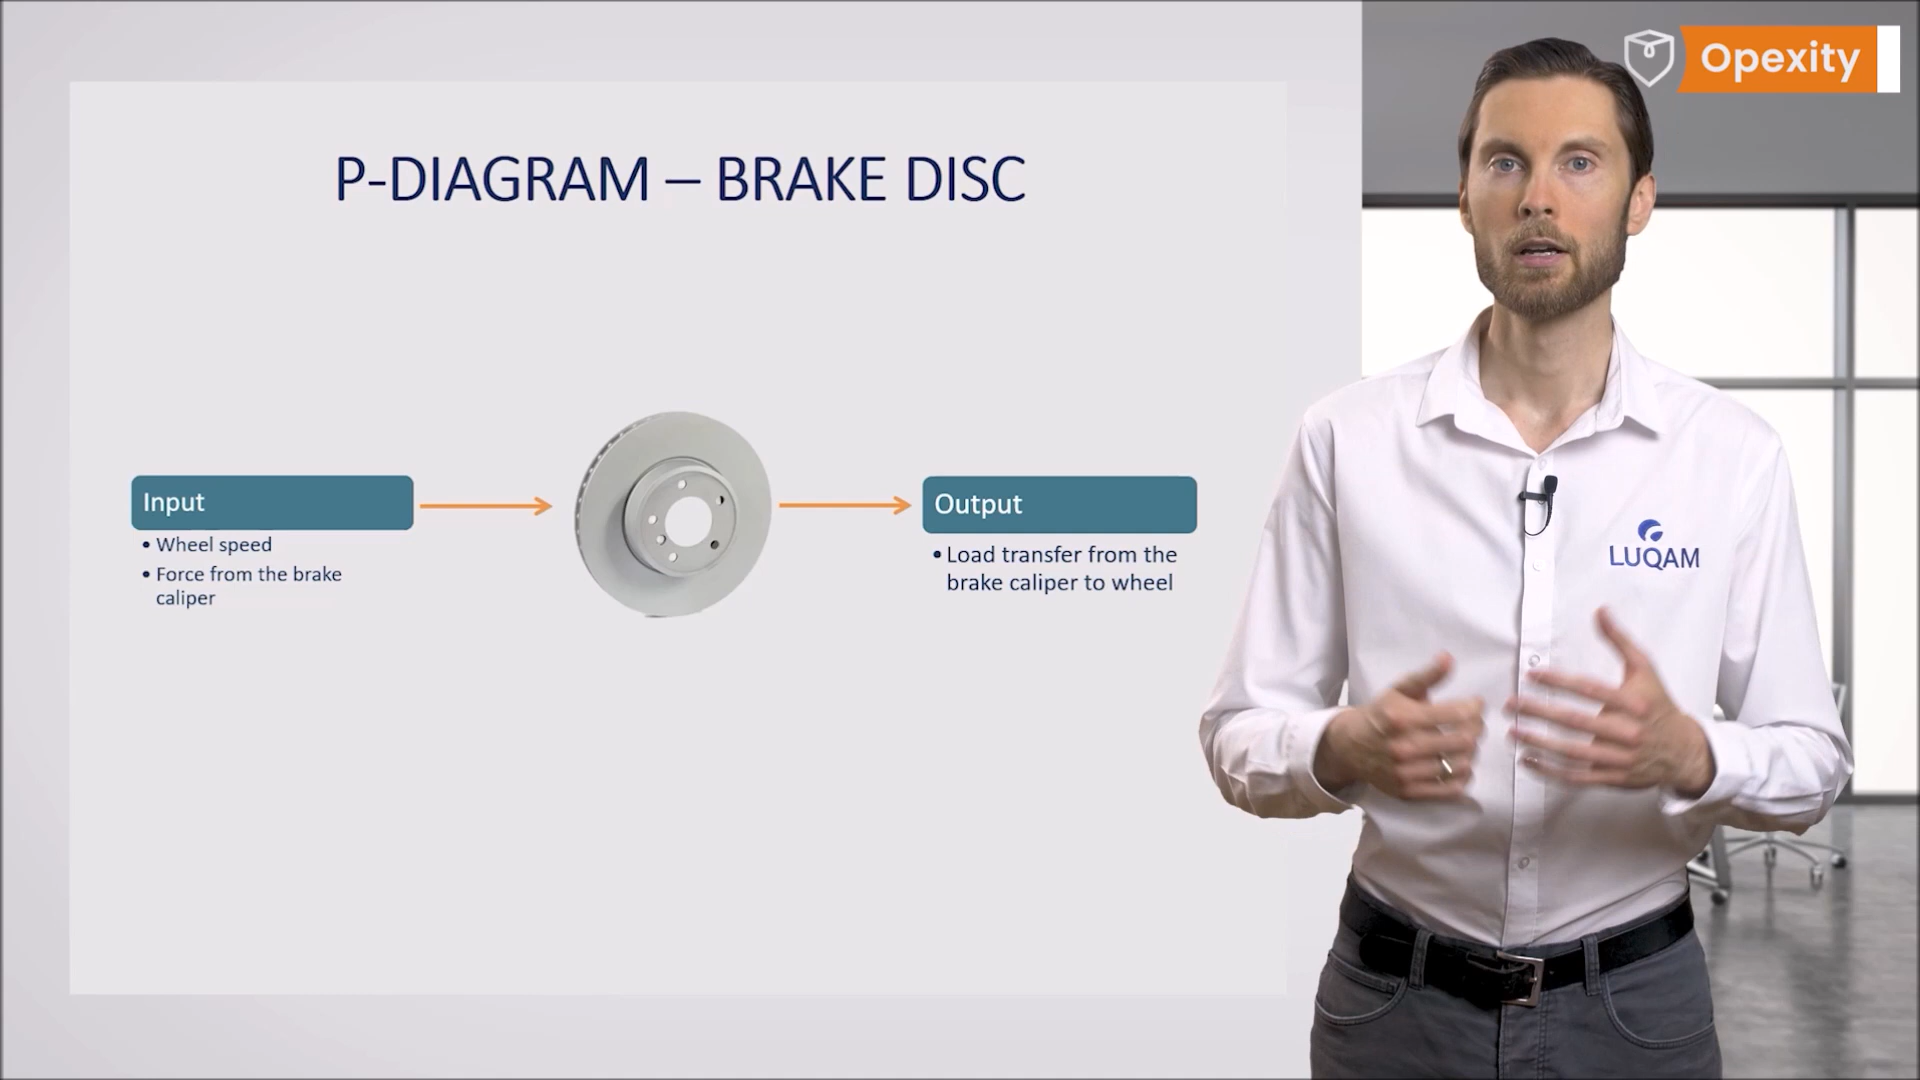 Opexity
P-DIAGRAM – BRAKE DISC
Input
• Wheel speed
• Force from the brake
caliper
Output
• Load transfer from the
brake caliper to wheel
LUQAM